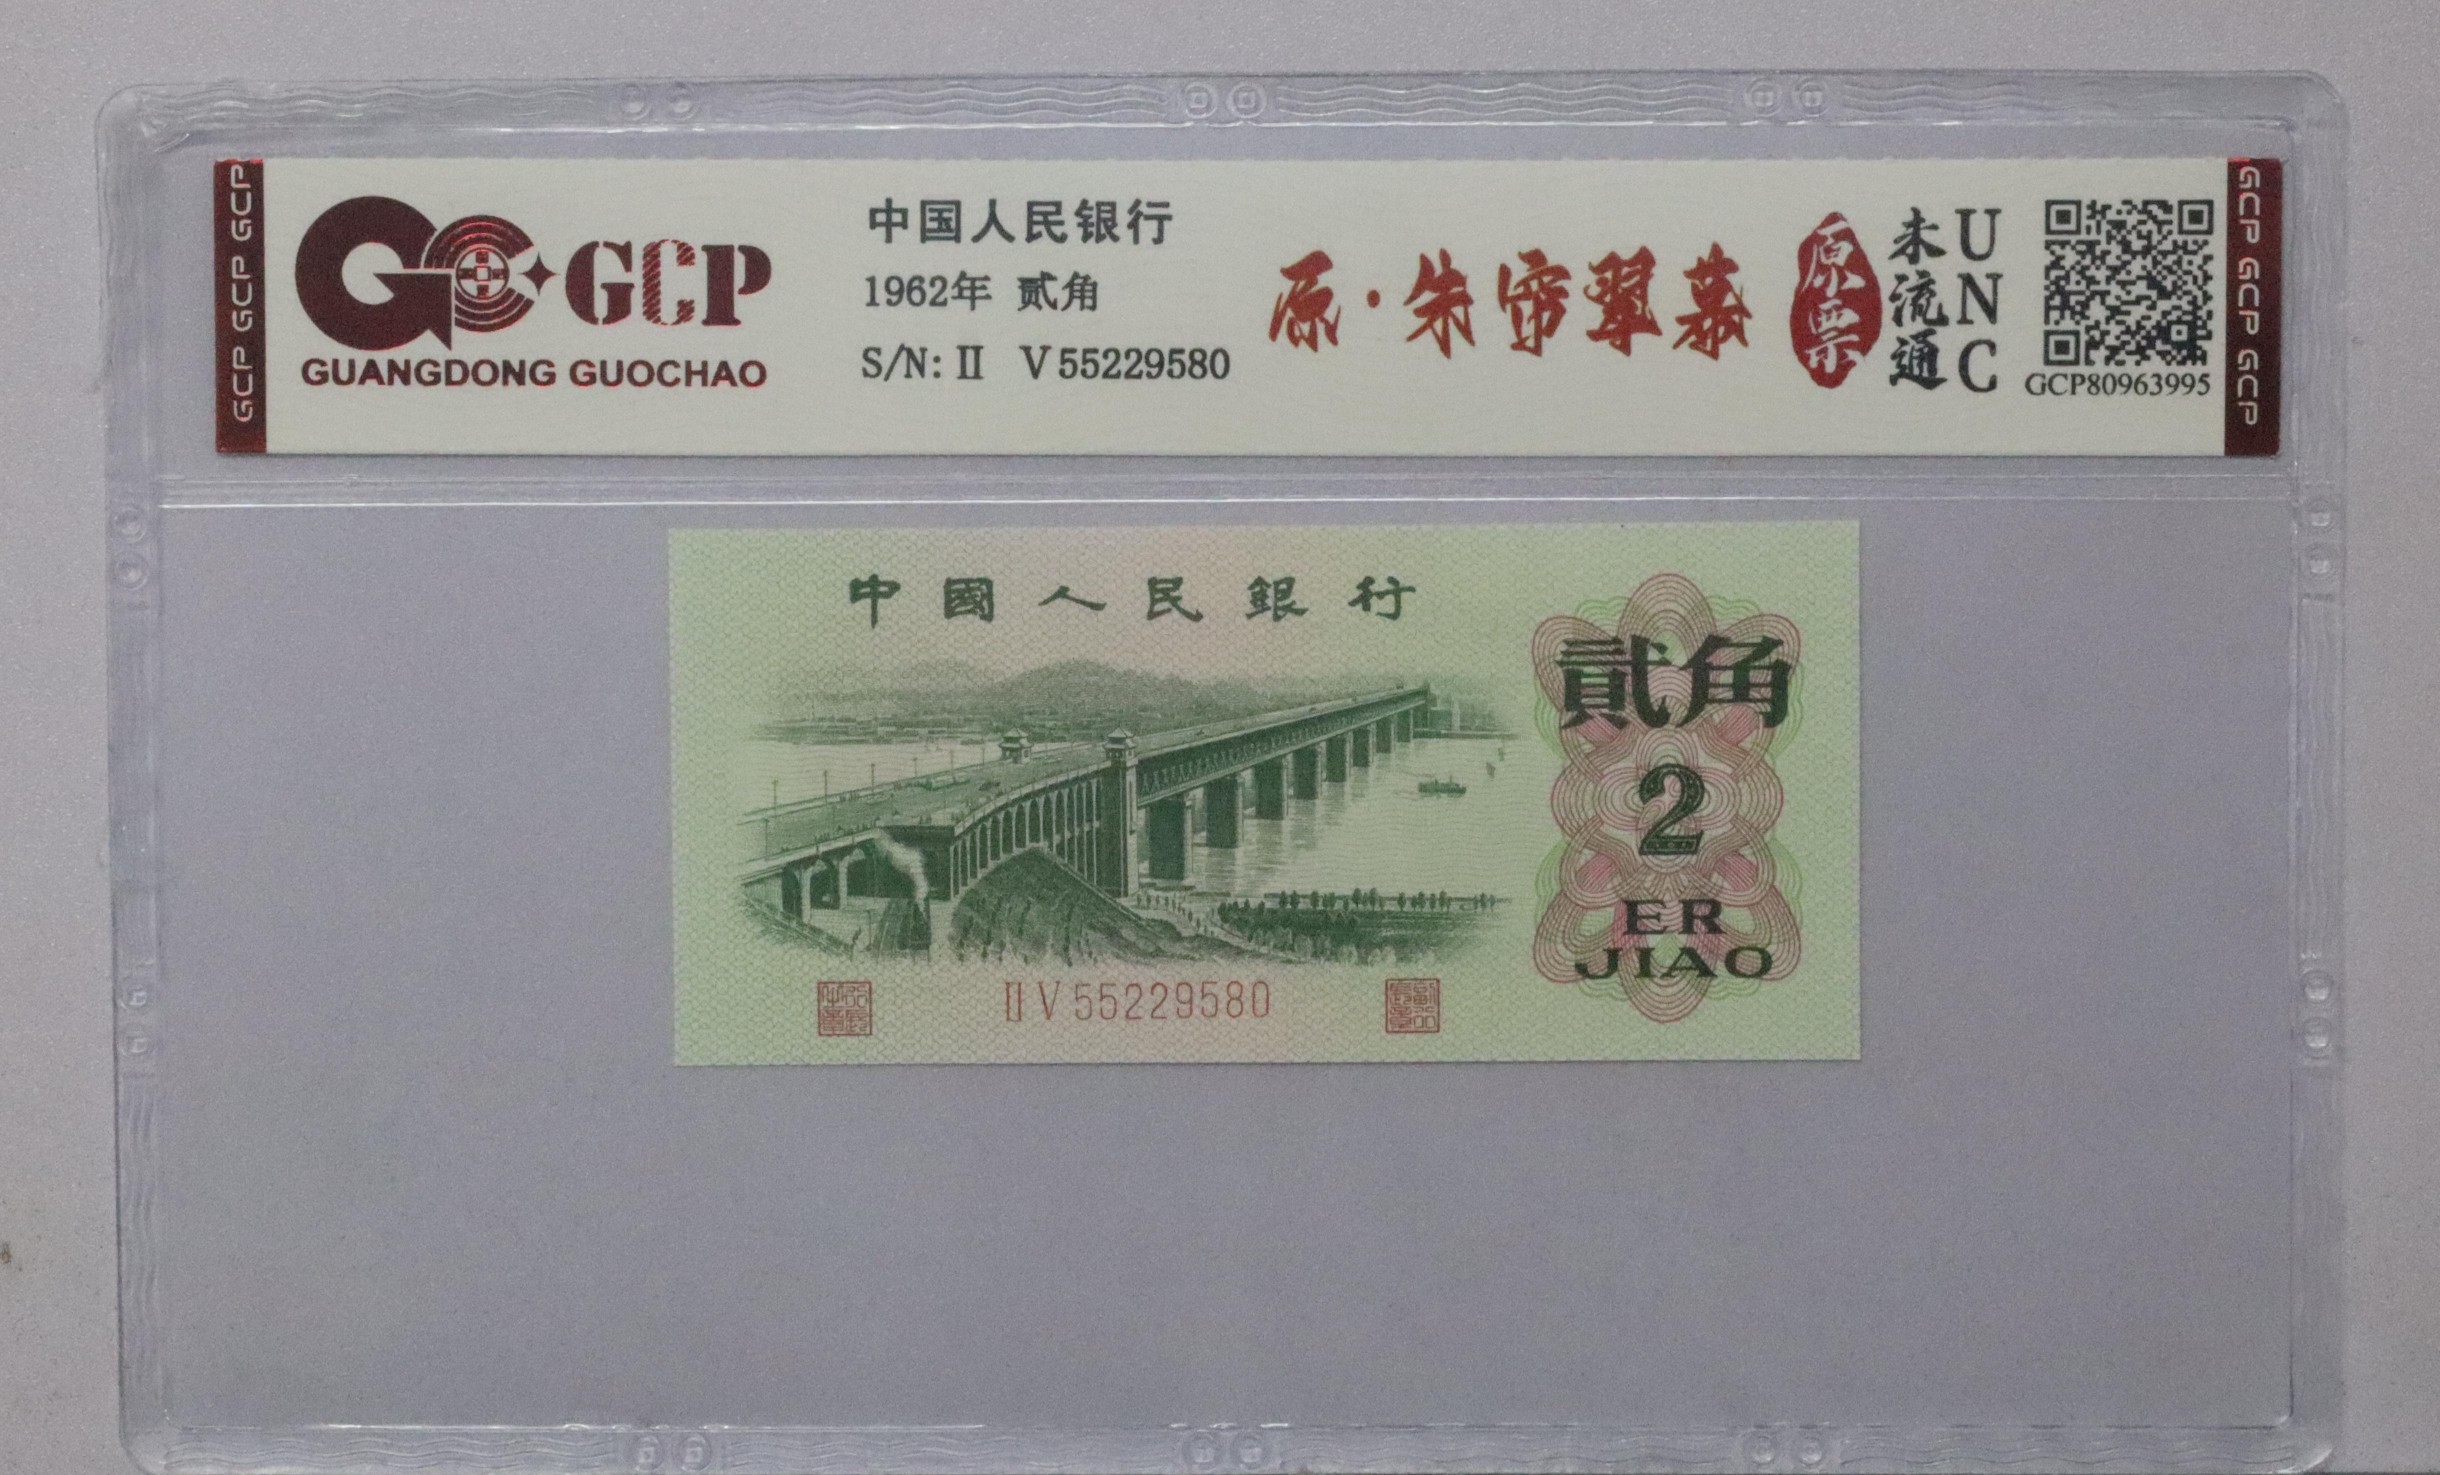 GCP GCP GCP
GCP
GUANGDONG GUOCHAO
中国人民银行
1962年 贰角
S/N: II V 55229580
原·朱帘翠幕
原票
未流通
UNC
GCP80963995
GCP GCP GCP
中國人民銀行
貳角
2
ER
JIAO
II V 55229580